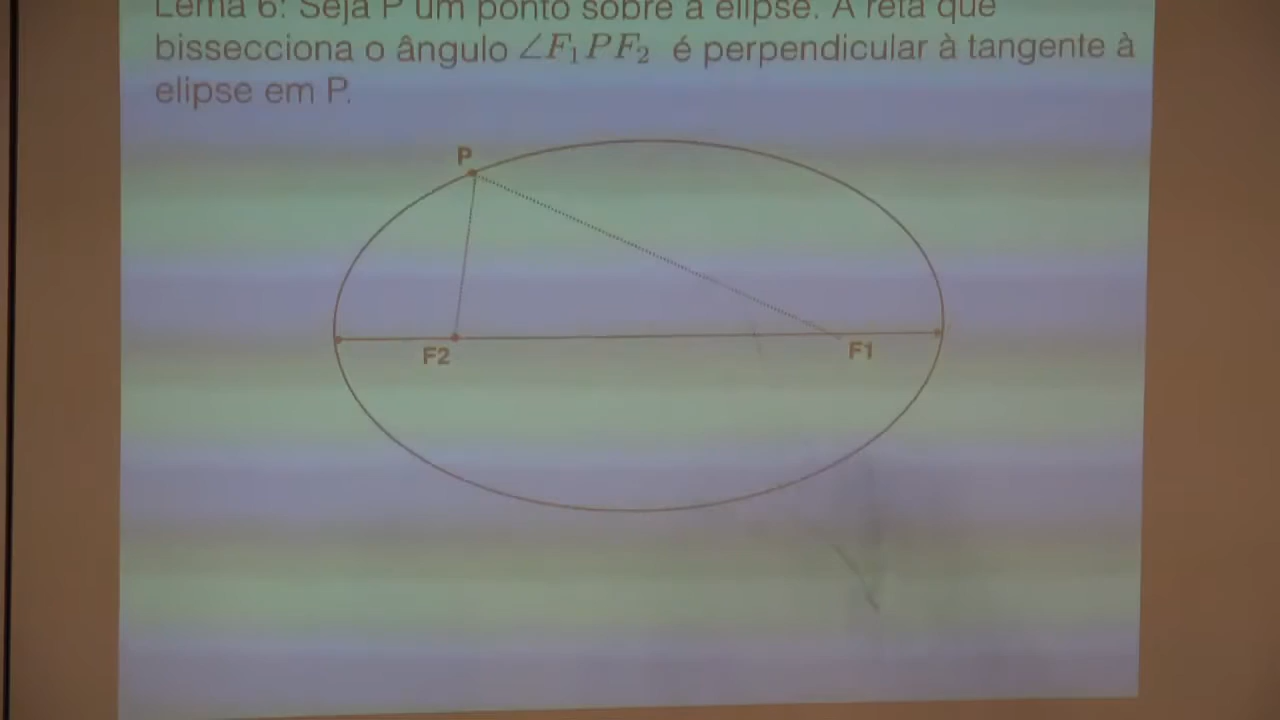 Lema 6: Seja P um ponto sobre a elipse. A reta que
bissecciona o ângulo ∠F₁PF₂ é perpendicular à tangente à
elipse em P.
P
F2
F1